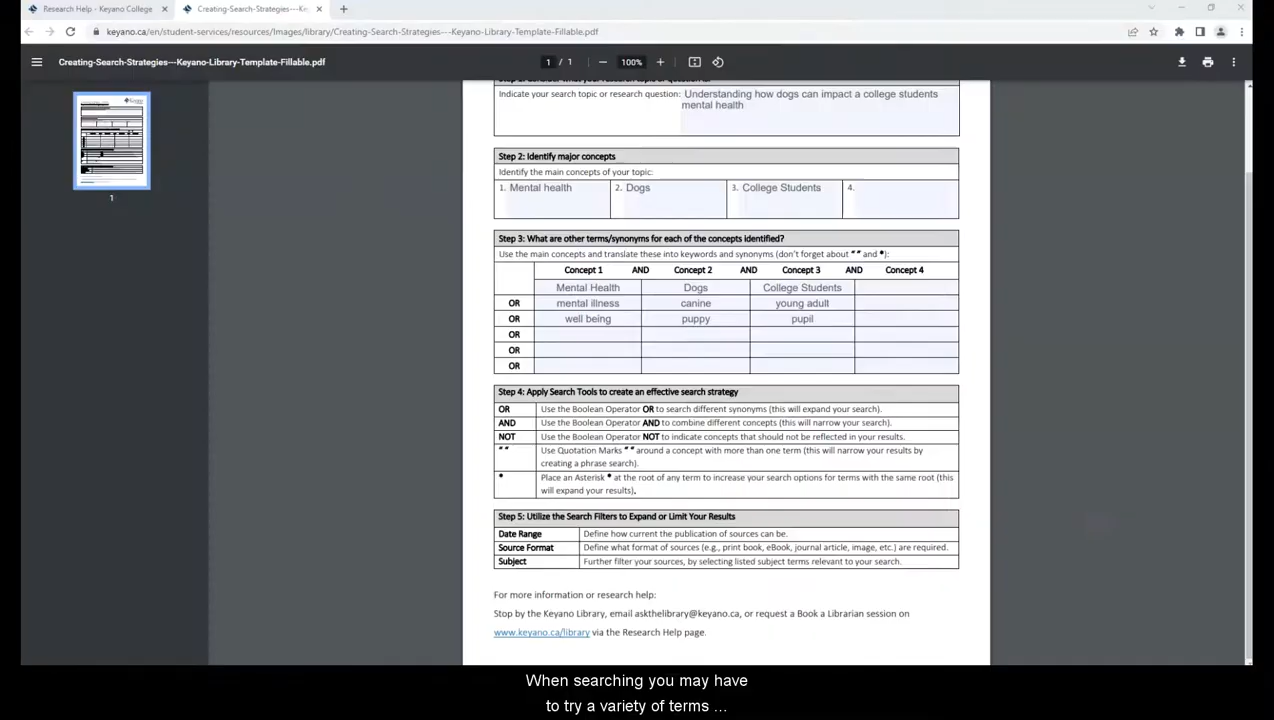 Research Help - Keyano College
Creating-Search-Strategies---Ke
keyano.ca/en/student-services/resources/Images/library/Creating-Search-Strategies---Keyano-Library-Template-Fillable.pdf
Creating-Search-Strategies---Keyano-Library-Template-Fillable.pdf
1 / 1
100%
1
Indicate your search topic or research question: Understanding how dogs can impact a college students
mental health
Step 2: Identify major concepts
Identify the main concepts of your topic:
1. Mental health 2. Dogs 3. College Students 4.
Step 3: What are other terms/synonyms for each of the concepts identified?
Use the main concepts and translate these into keywords and synonyms (don't forget about “ ” and *):
Concept 1 AND Concept 2 AND Concept 3 AND Concept 4
Mental Health Dogs College Students
OR mental illness canine young adult
OR well being puppy pupil
OR
OR
OR
Step 4: Apply Search Tools to create an effective search strategy
OR Use the Boolean Operator OR to search different synonyms (this will expand your search).
AND Use the Boolean Operator AND to combine different concepts (this will narrow your search).
NOT Use the Boolean Operator NOT to indicate concepts that should not be reflected in your results.
“ ” Use Quotation Marks “ ” around a concept with more than one term (this will narrow your results by
creating a phrase search).
* Place an Asterisk * at the root of any term to increase your search options for terms with the same root (this
will expand your results).
Step 5: Utilize the Search Filters to Expand or Limit Your Results
Date Range Define how current the publication of sources can be.
Source Format Define what format of sources (e.g., print book, eBook, journal article, image, etc.) are required.
Subject Further filter your sources, by selecting listed subject terms relevant to your search.
For more information or research help:
Stop by the Keyano Library, email askthelibrary@keyano.ca, or request a Book a Librarian session on
www.keyano.ca/library via the Research Help page.
When searching you may have
to try a variety of terms ...